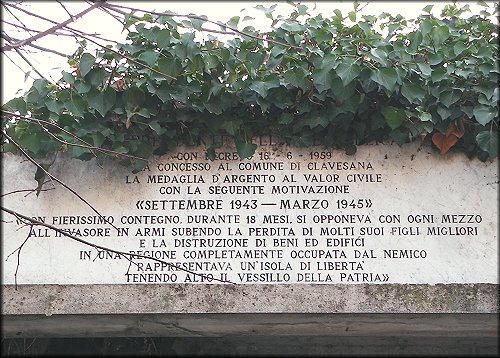 CON DECRETO 16 - 6 - 1959
HA CONCESSO AL COMUNE DI CLAVESANA
LA MEDAGLIA D'ARGENTO AL VALOR CIVILE
CON LA SEGUENTE MOTIVAZIONE
«SETTEMBRE 1943 — MARZO 1945»
«CON FIERISSIMO CONTEGNO, DURANTE 18 MESI, SI OPPONEVA CON OGNI MEZZO
ALL'INVASORE IN ARMI SUBENDO LA PERDITA DI MOLTI SUOI FIGLI MIGLIORI
E LA DISTRUZIONE DI BENI ED EDIFICI
IN UNA REGIONE COMPLETAMENTE OCCUPATA DAL NEMICO
RAPPRESENTAVA UN'ISOLA DI LIBERTA'
TENENDO ALTO IL VESSILLO DELLA PATRIA»